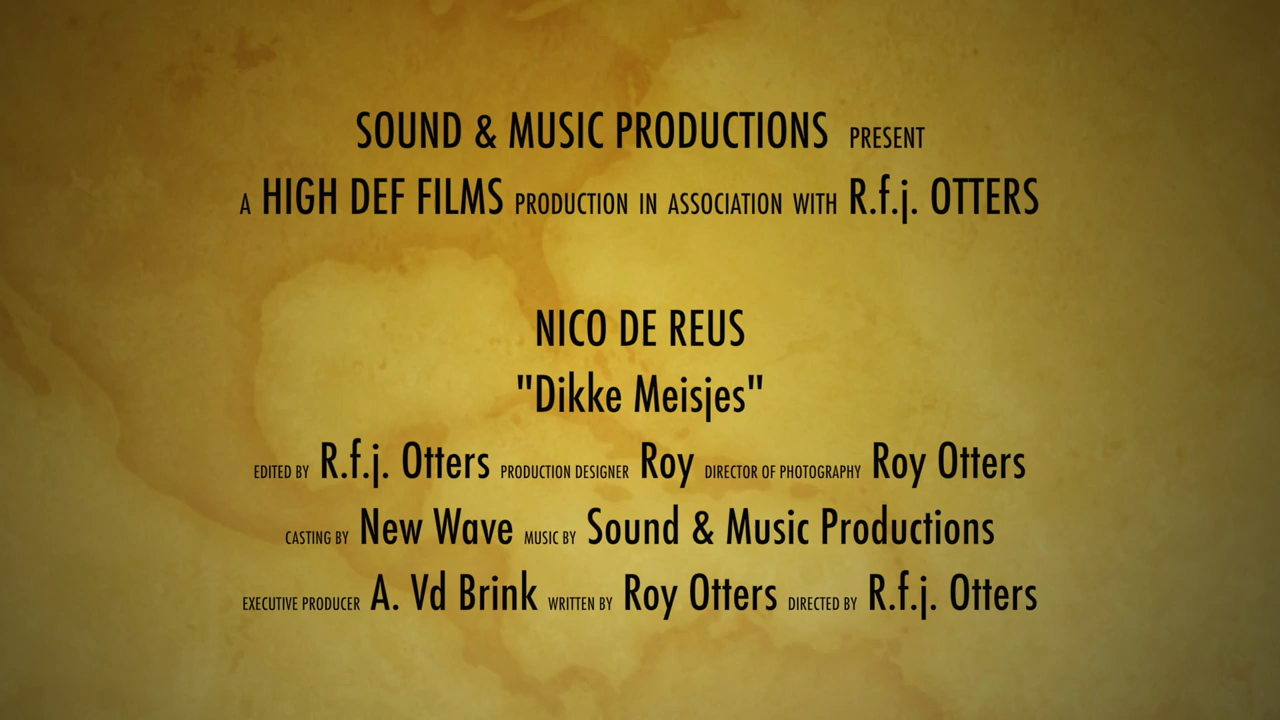 SOUND & MUSIC PRODUCTIONS PRESENT
A HIGH DEF FILMS PRODUCTION IN ASSOCIATION WITH R.f.j. OTTERS
NICO DE REUS
"Dikke Meisjes"
EDITED BY R.f.j. Otters PRODUCTION DESIGNER Roy DIRECTOR OF PHOTOGRAPHY Roy Otters
CASTING BY New Wave MUSIC BY Sound & Music Productions
EXECUTIVE PRODUCER A. Vd Brink WRITTEN BY Roy Otters DIRECTED BY R.f.j. Otters